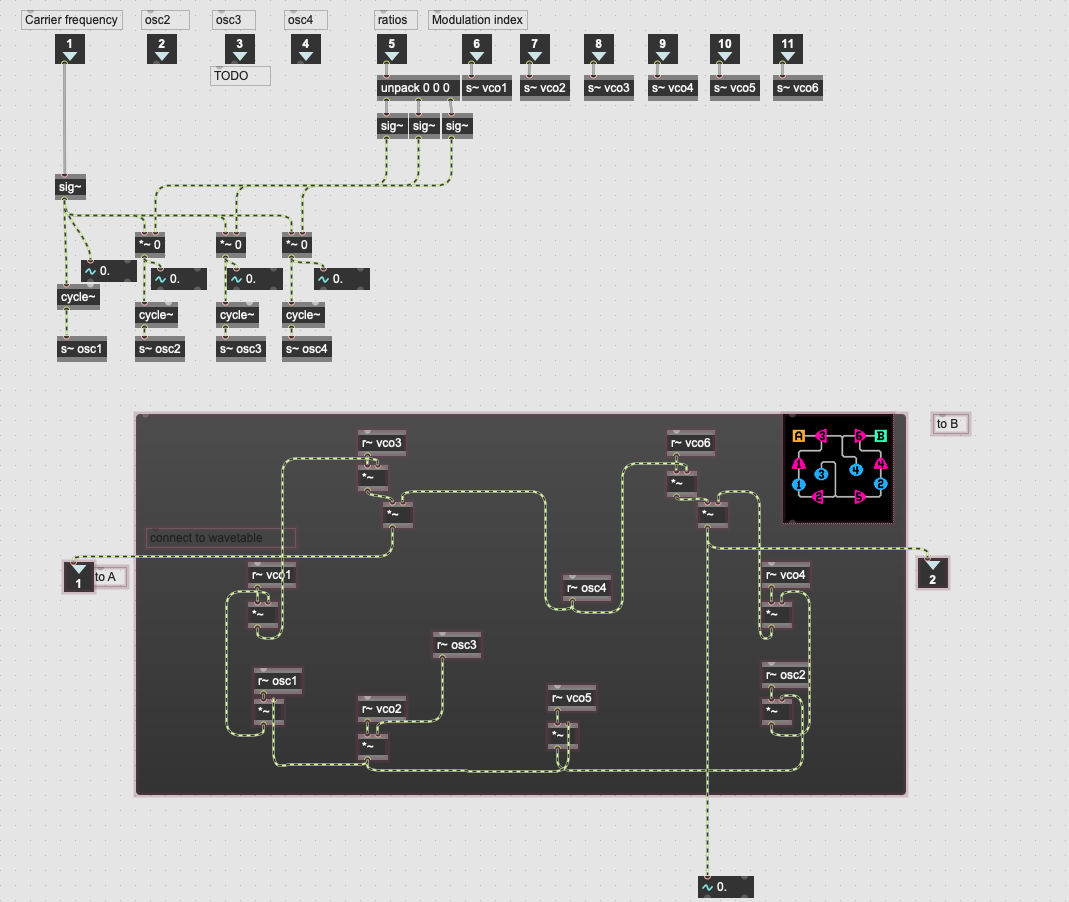 Carrier frequency
osc2
osc3
osc4
ratios
Modulation index
1
2
3
4
5
6
7
8
9
10
11
TODO
unpack 0 0 0
s~ vco1
s~ vco2
s~ vco3
s~ vco4
s~ vco5
s~ vco6
sig~
sig~
sig~
sig~
*~ 0
*~ 0
*~ 0
0.
0.
0.
0.
cycle~
cycle~
cycle~
cycle~
s~ osc1
s~ osc2
s~ osc3
s~ osc4
to B
r~ vco3
r~ vco6
A
3
6
B
1
3
4
4
1
2
2
5
*~
*~
*~
*~
connect to wavetable
1
to A
r~ vco1
r~ osc4
r~ vco4
2
*~
*~
r~ osc3
r~ osc1
r~ osc2
*~
r~ vco2
r~ vco5
*~
*~
*~
0.